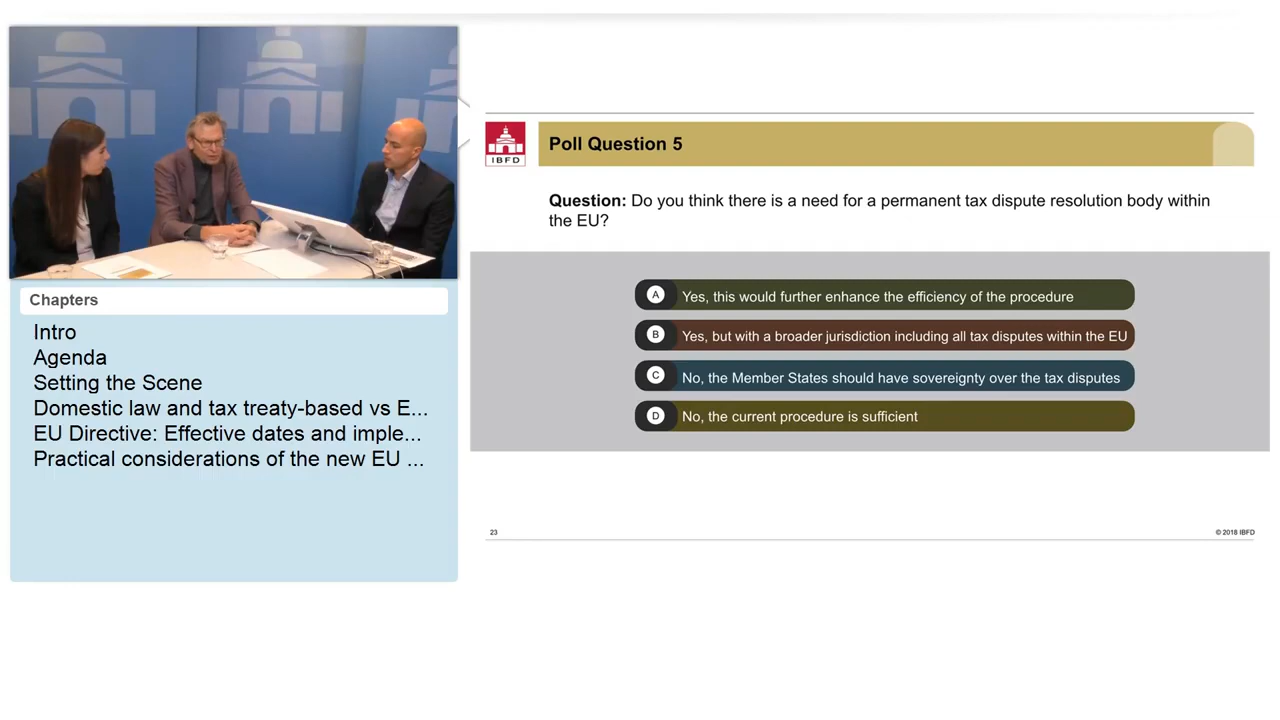 Chapters
Intro
Agenda
Setting the Scene
Domestic law and tax treaty-based vs E...
EU Directive: Effective dates and imple...
Practical considerations of the new EU ...
IBFD
Poll Question 5
Question: Do you think there is a need for a permanent tax dispute resolution body within
the EU?
A Yes, this would further enhance the efficiency of the procedure
B Yes, but with a broader jurisdiction including all tax disputes within the EU
C No, the Member States should have sovereignty over the tax disputes
D No, the current procedure is sufficient
23
© 2018 IBFD